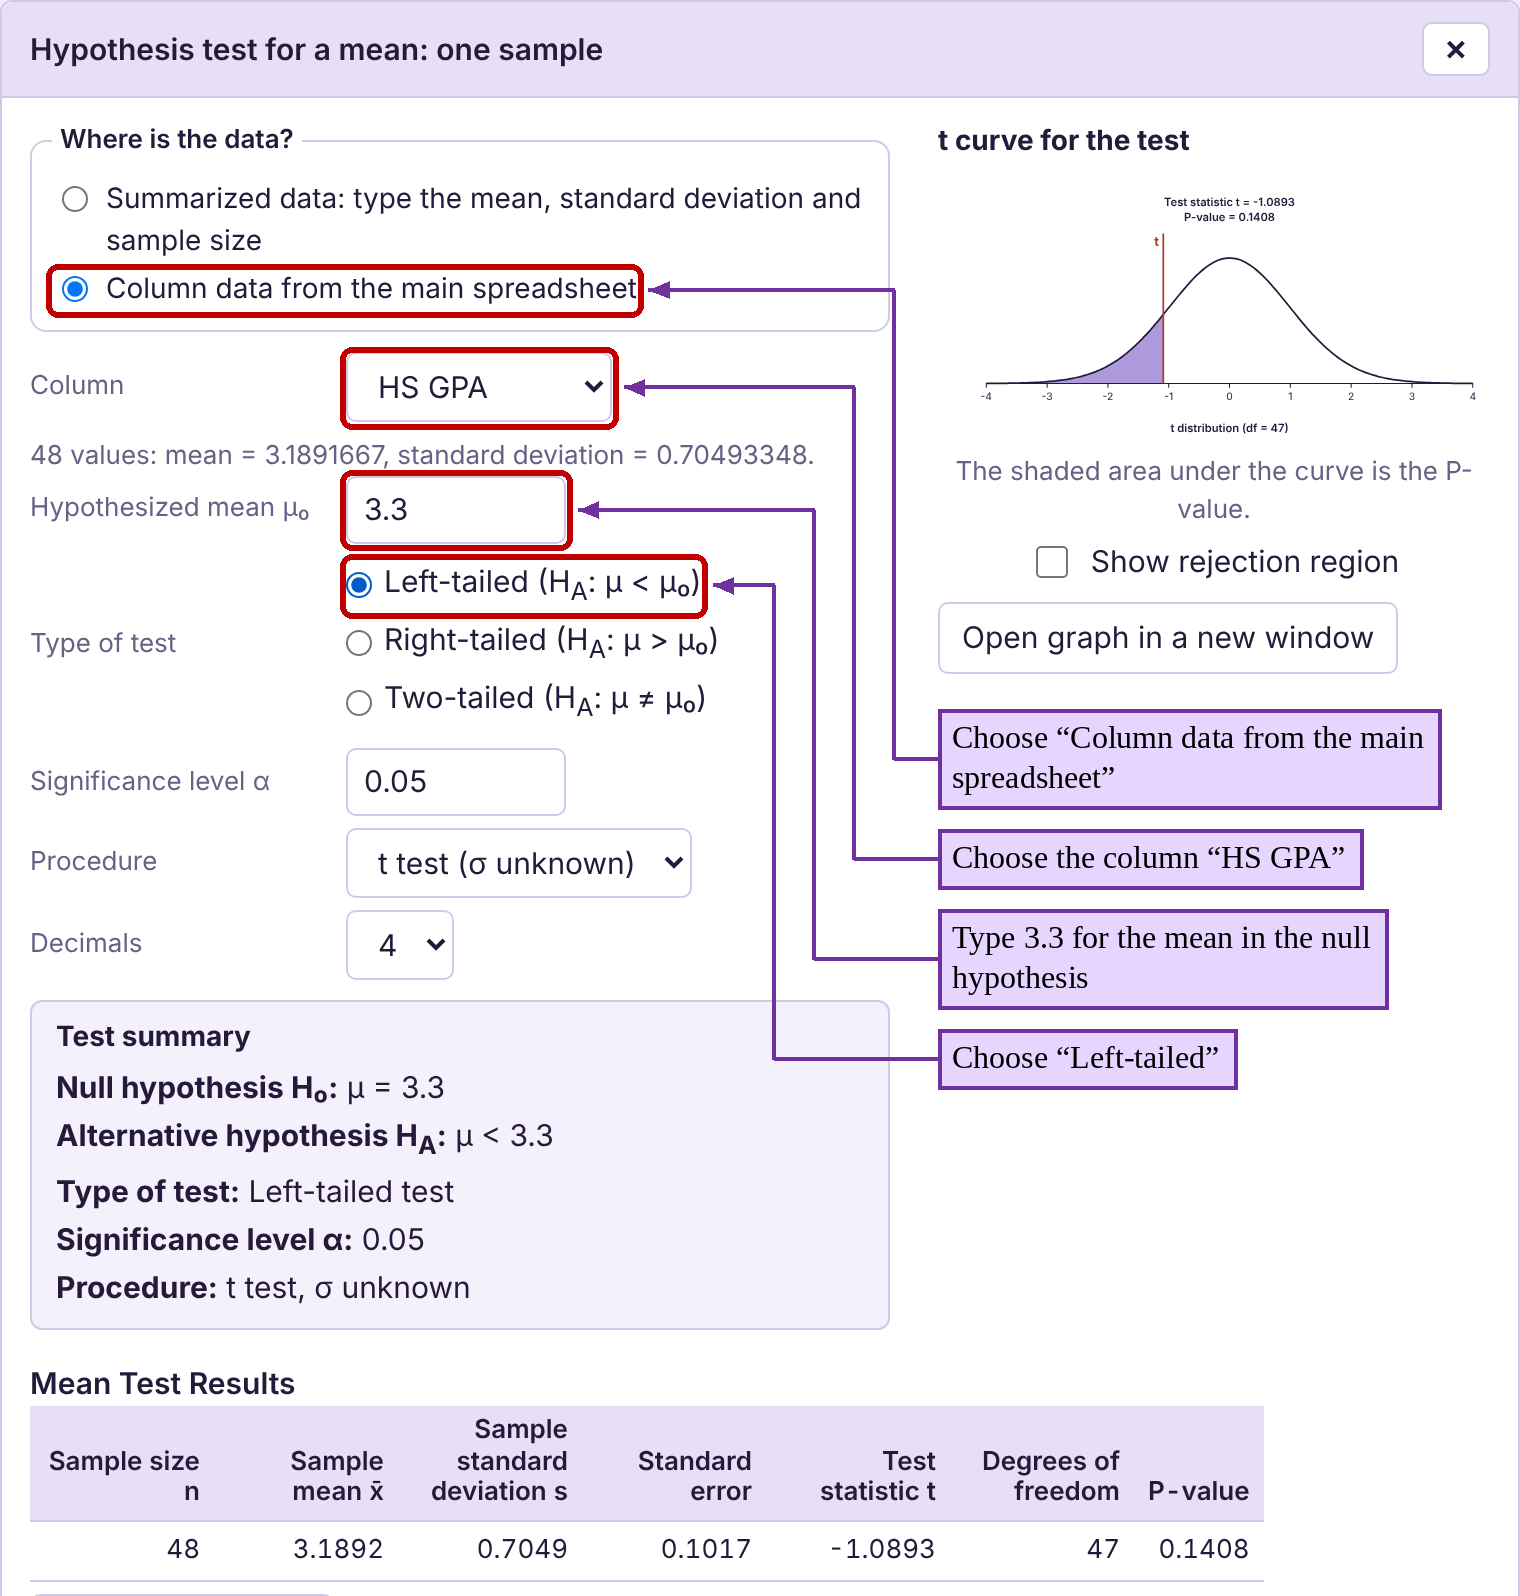 Hypothesis test for a mean: one sample
×
Where is the data?
Summarized data: type the mean, standard deviation and
sample size
Column data from the main spreadsheet
Column
HS GPA
48 values: mean = 3.1891667, standard deviation = 0.70493348.
Hypothesized mean μ₀
3.3
Type of test
Left-tailed (H_A: μ < μ₀)
Right-tailed (H_A: μ > μ₀)
Two-tailed (H_A: μ ≠ μ₀)
Significance level α
0.05
Procedure
t test (σ unknown)
Decimals
4
t curve for the test
Test statistic t = -1.0893
P-value = 0.1408
t
-4 -3 -2 -1 0 1 2 3 4
t distribution (df = 47)
The shaded area under the curve is the P-
value.
Show rejection region
Open graph in a new window
Choose “Column data from the main
spreadsheet”
Choose the column “HS GPA”
Type 3.3 for the mean in the null
hypothesis
Choose “Left-tailed”
Test summary
Null hypothesis H₀: μ = 3.3
Alternative hypothesis H_A: μ < 3.3
Type of test: Left-tailed test
Significance level α: 0.05
Procedure: t test, σ unknown
Mean Test Results
Sample size n Sample mean x̄ Sample standard deviation s Standard error Test statistic t Degrees of freedom P-value
48 3.1892 0.7049 0.1017 -1.0893 47 0.1408